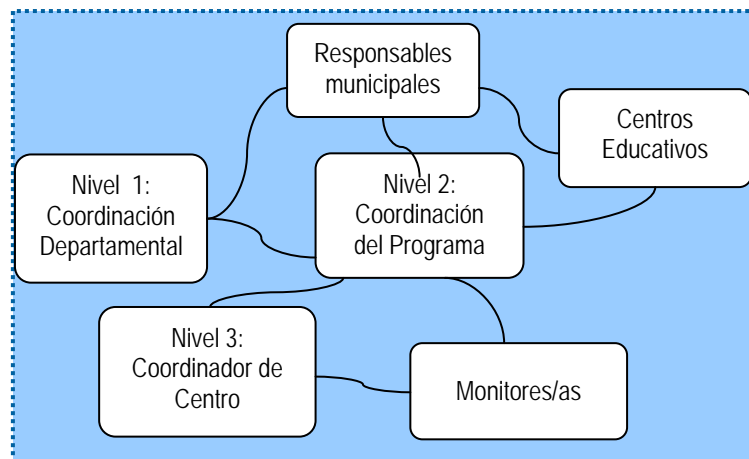 Responsables
municipales
Centros
Educativos
Nivel 1:
Coordinación
Departamental
Nivel 2:
Coordinación
del Programa
Nivel 3:
Coordinador de
Centro
Monitores/as